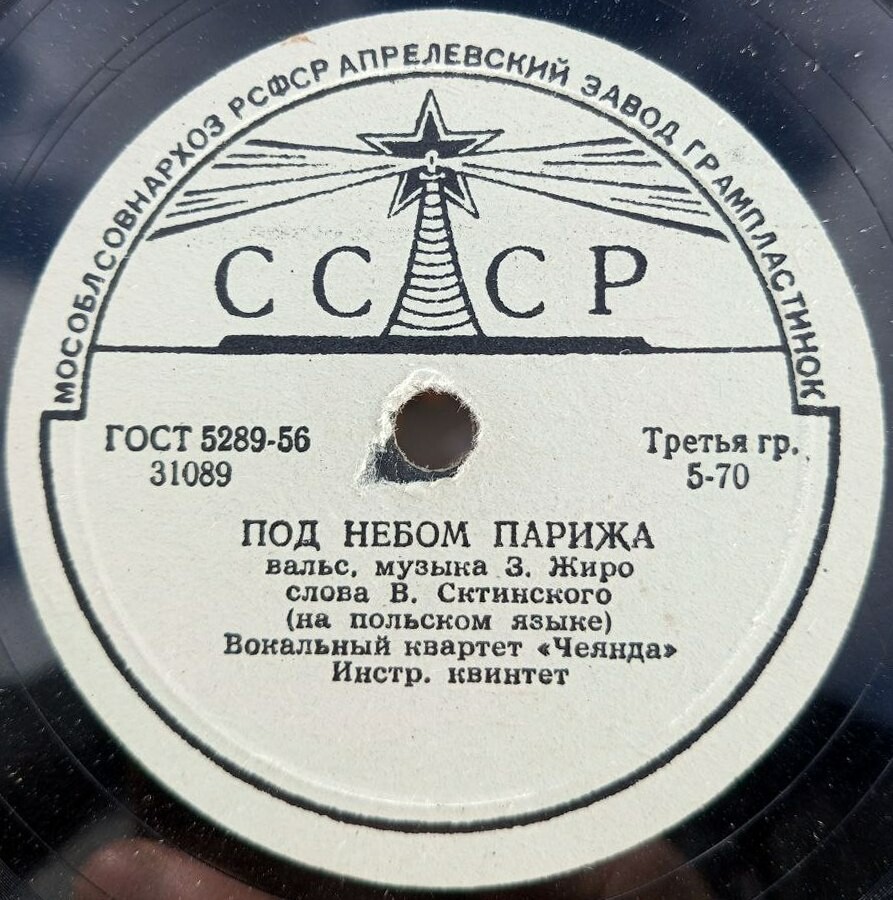 МОСОБЛСОВНАРХОЗ РСФСР АПРЕЛЕВСКИЙ ЗАВОД ГРАМПЛАСТИНОК
СССР
ГОСТ 5289-56
31089
Третья гр.
5-70
ПОД НЕБОМ ПАРИЖА
вальс, музыка З. Жиро
слова В. Сктинского
(на польском языке)
Вокальный квартет «Чеянда»
Инстр. квинтет